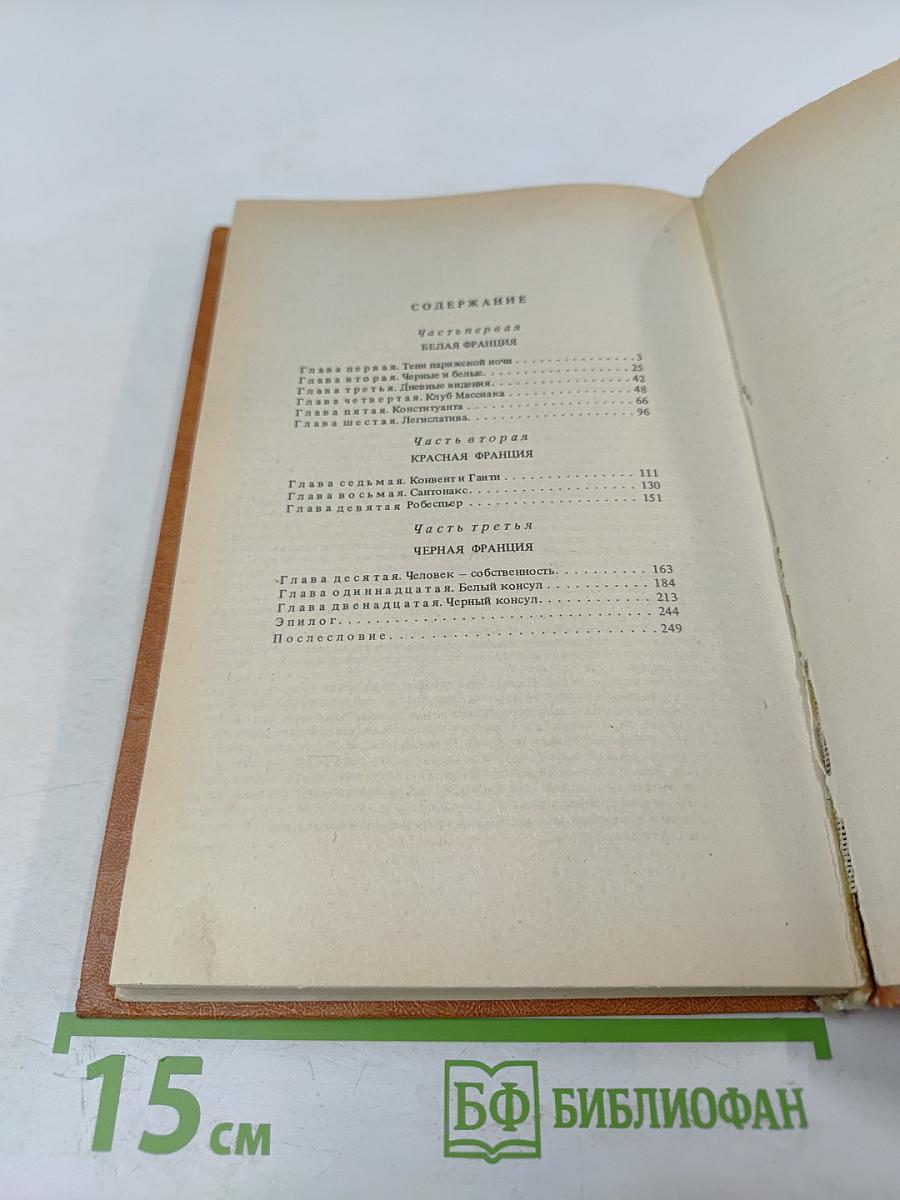 СОДЕРЖАНИЕ
Часть первая
БЕЛАЯ ФРАНЦИЯ
Глава первая. Тени парижской ночи . . . . . . . . . . . . . . . 3
Глава вторая. Черные и белые. . . . . . . . . . . . . . . . . . . 25
Глава третья. Дневные видения. . . . . . . . . . . . . . . . . . 42
Глава четвертая. Клуб Массиака . . . . . . . . . . . . . . . . 48
Глава пятая. Конституанта . . . . . . . . . . . . . . . . . . . . . 66
Глава шестая. Легислатива. . . . . . . . . . . . . . . . . . . . . 96
Часть вторая
КРАСНАЯ ФРАНЦИЯ
Глава седьмая. Конвент и Гаити . . . . . . . . . . . . . . . . 111
Глава восьмая. Сантонакс. . . . . . . . . . . . . . . . . . . . . 130
Глава девятая Робеспьер . . . . . . . . . . . . . . . . . . . . . 151
Часть третья
ЧЕРНАЯ ФРАНЦИЯ
Глава десятая. Человек — собственность. . . . . . . . . . 163
Глава одиннадцатая. Белый консул . . . . . . . . . . . . 184
Глава двенадцатая. Черный консул. . . . . . . . . . . . . 213
Эпилог. . . . . . . . . . . . . . . . . . . . . . . . . . . . . . . . 244
Послесловие. . . . . . . . . . . . . . . . . . . . . . . . . . . . 249
15 см
БФ БИБЛИОФАН